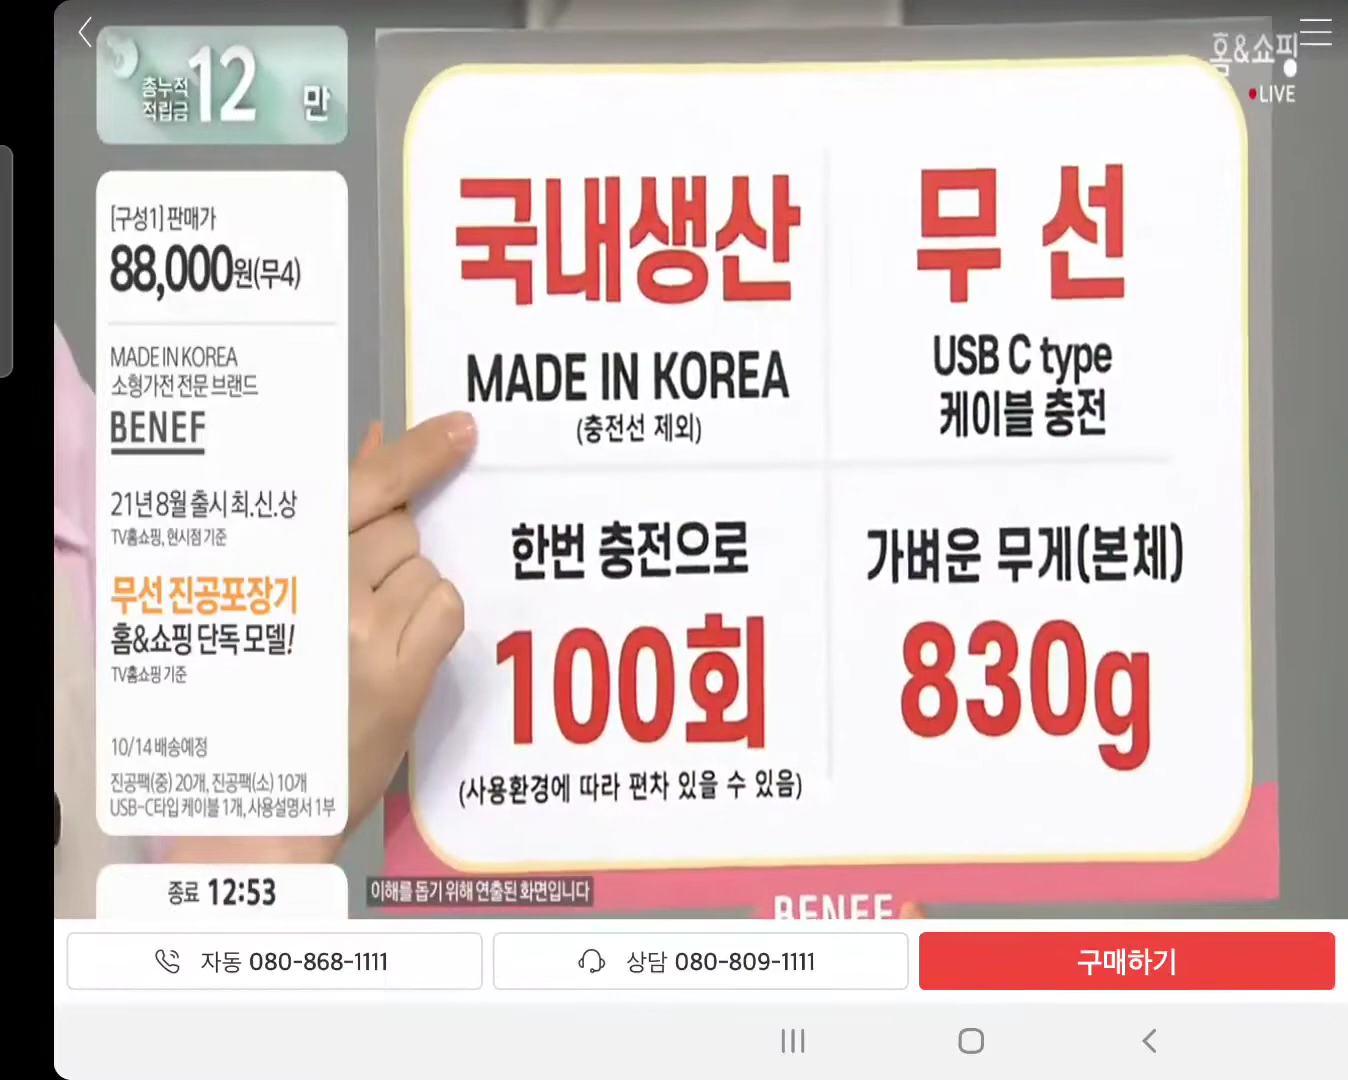 총누적
적립금 12만
[구성1] 판매가
88,000원(무4)
MADE IN KOREA
소형가전 전문 브랜드
BENEF
21년 8월 출시 최.신.상
TV홈쇼핑, 현시점 기준
무선 진공포장기
홈&쇼핑 단독 모델!
TV홈쇼핑 기준
10/14 배송예정
진공팩(중) 20개, 진공팩(소) 10개
USB-C타입 케이블 1개, 사용설명서 1부
종료 12:53
홈&쇼핑
LIVE
국내생산
MADE IN KOREA
(충전선 제외)
무선
USB C type
케이블 충전
한번 충전으로
100회
(사용환경에 따라 편차 있을 수 있음)
가벼운 무게(본체)
830g
이해를 돕기 위해 연출된 화면입니다
BENEF
자동 080-868-1111
상담 080-809-1111
구매하기